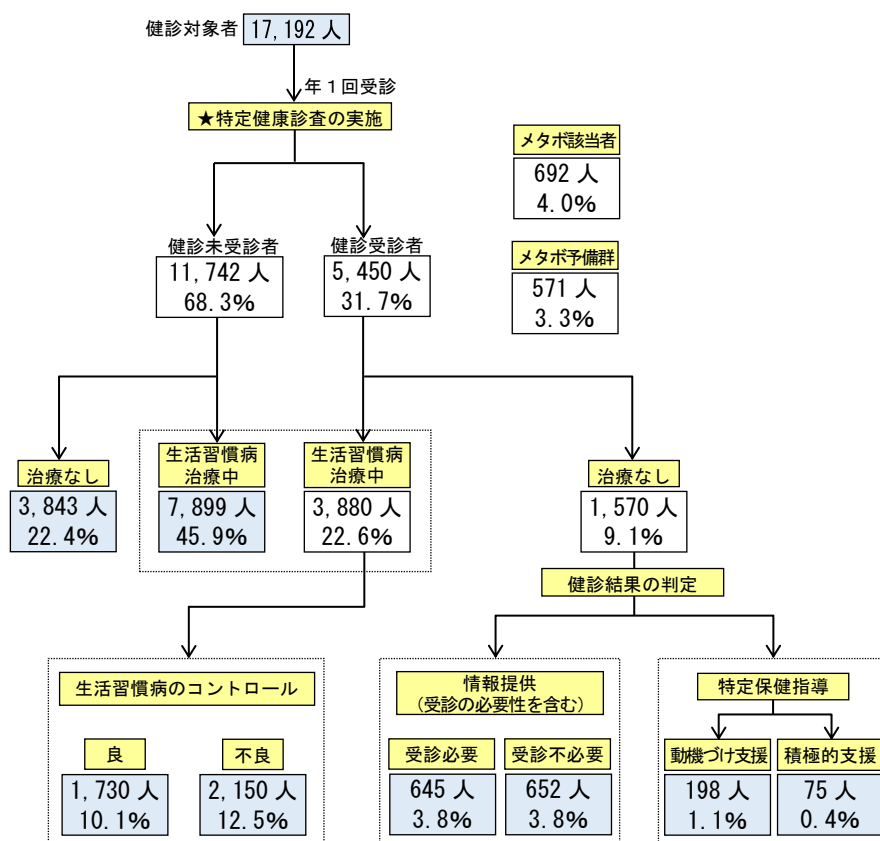 健診対象者 17,192 人
年1回受診
★特定健康診査の実施
メタボ該当者
692 人
4.0%
メタボ予備群
571 人
3.3%
健診未受診者
11,742 人
68.3%
健診受診者
5,450 人
31.7%
治療なし
3,843 人
22.4%
生活習慣病
治療中
7,899 人
45.9%
生活習慣病
治療中
3,880 人
22.6%
治療なし
1,570 人
9.1%
健診結果の判定
生活習慣病のコントロール
良
1,730 人
10.1%
不良
2,150 人
12.5%
情報提供
(受診の必要性を含む)
受診必要
645 人
3.8%
受診不必要
652 人
3.8%
特定保健指導
動機づけ支援
198 人
1.1%
積極的支援
75 人
0.4%